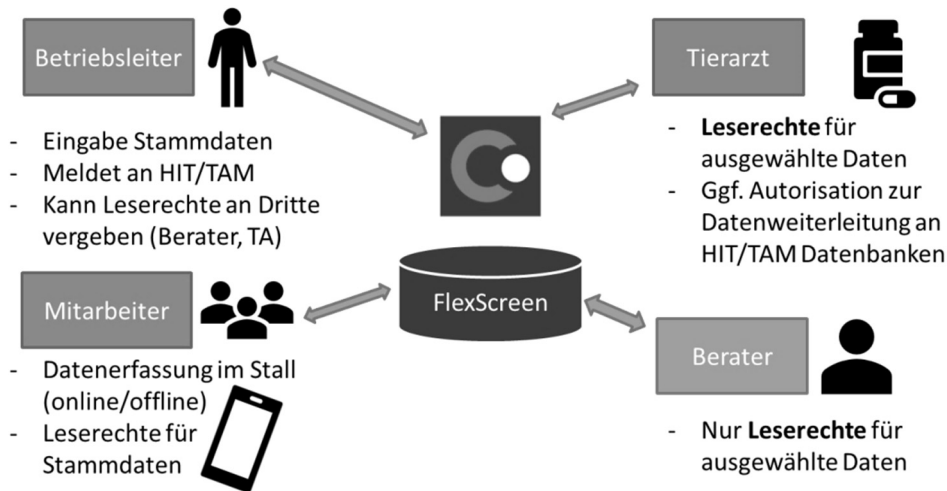 Betriebsleiter
- Eingabe Stammdaten
- Meldet an HIT/TAM
- Kann Leserechte an Dritte
vergeben (Berater, TA)
Tierarzt
- Leserechte für
ausgewählte Daten
- Ggf. Autorisation zur
Datenweiterleitung an
HIT/TAM Datenbanken
FlexScreen
Mitarbeiter
- Datenerfassung im Stall
(online/offline)
- Leserechte für
Stammdaten
Berater
- Nur Leserechte für
ausgewählte Daten